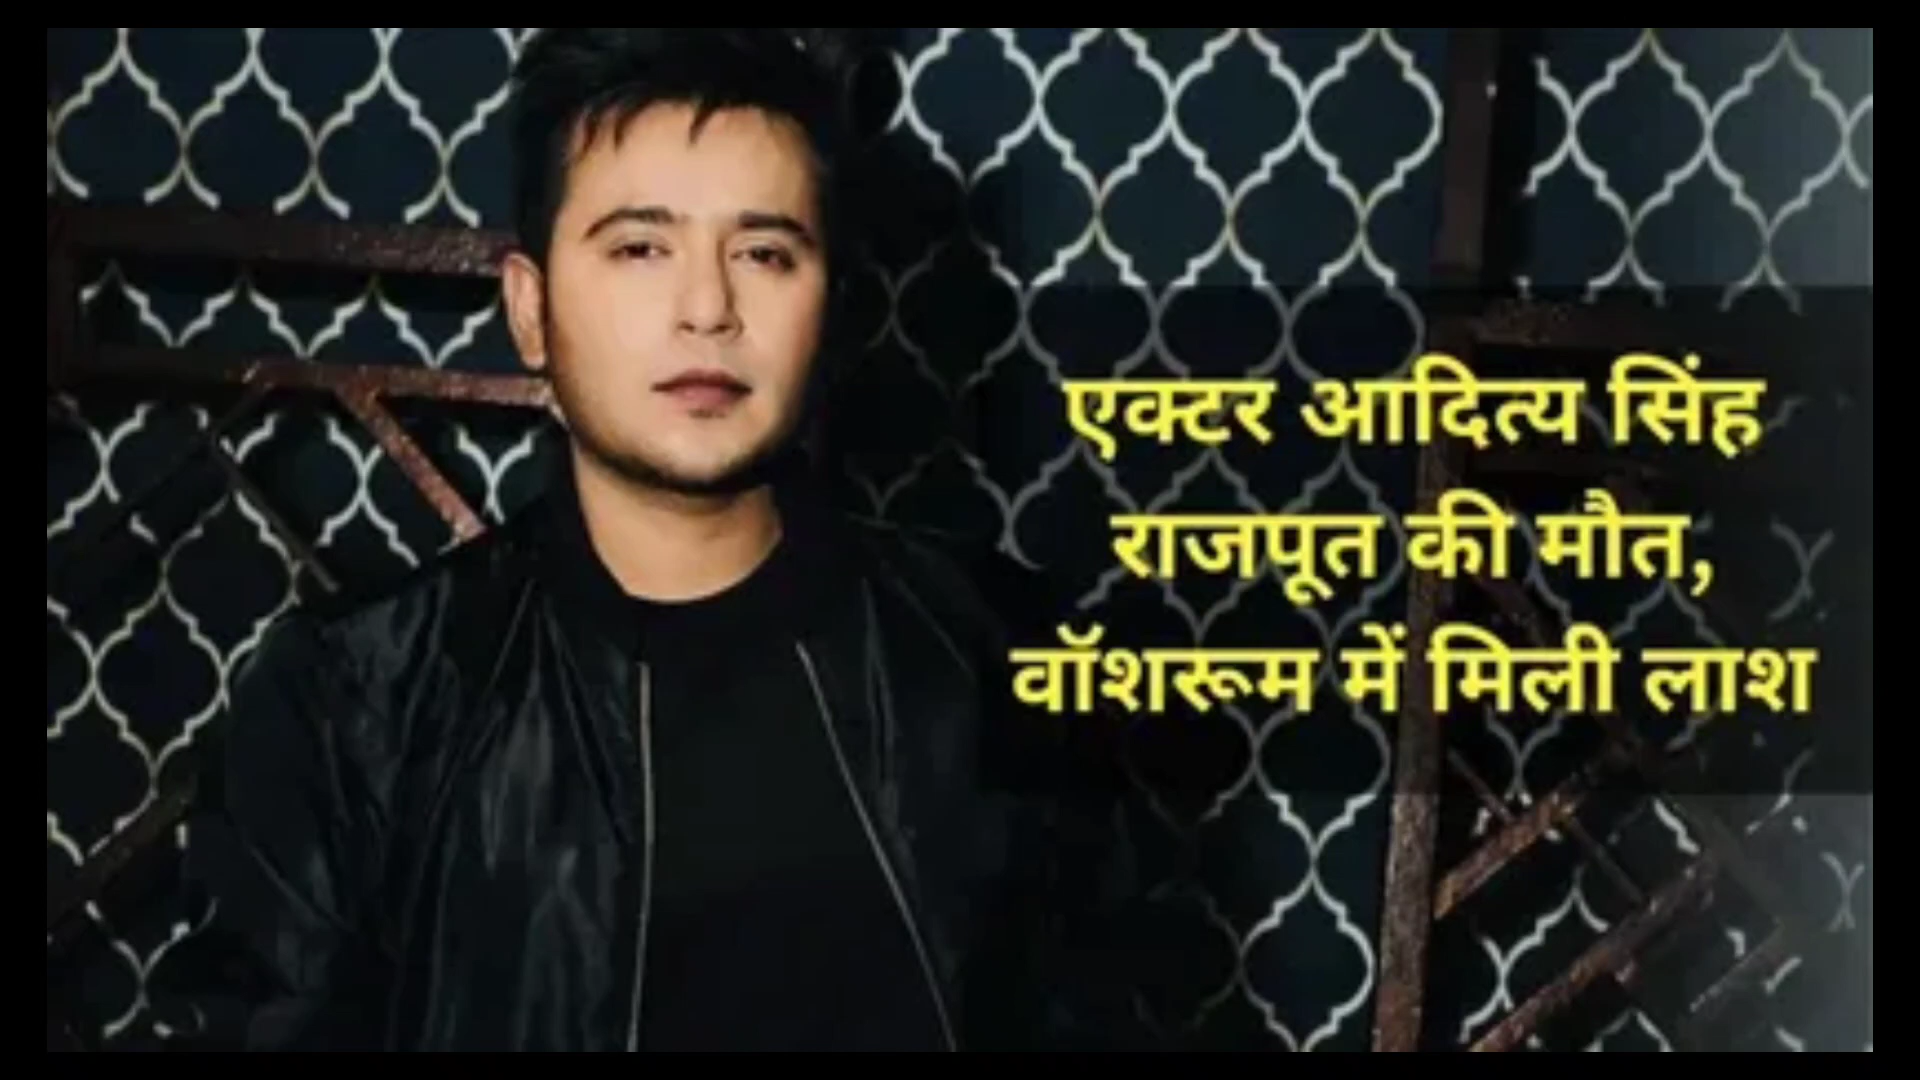 एक्टर आदित्य सिंह
राजपूत की मौत,
वॉशरूम में मिली लाश